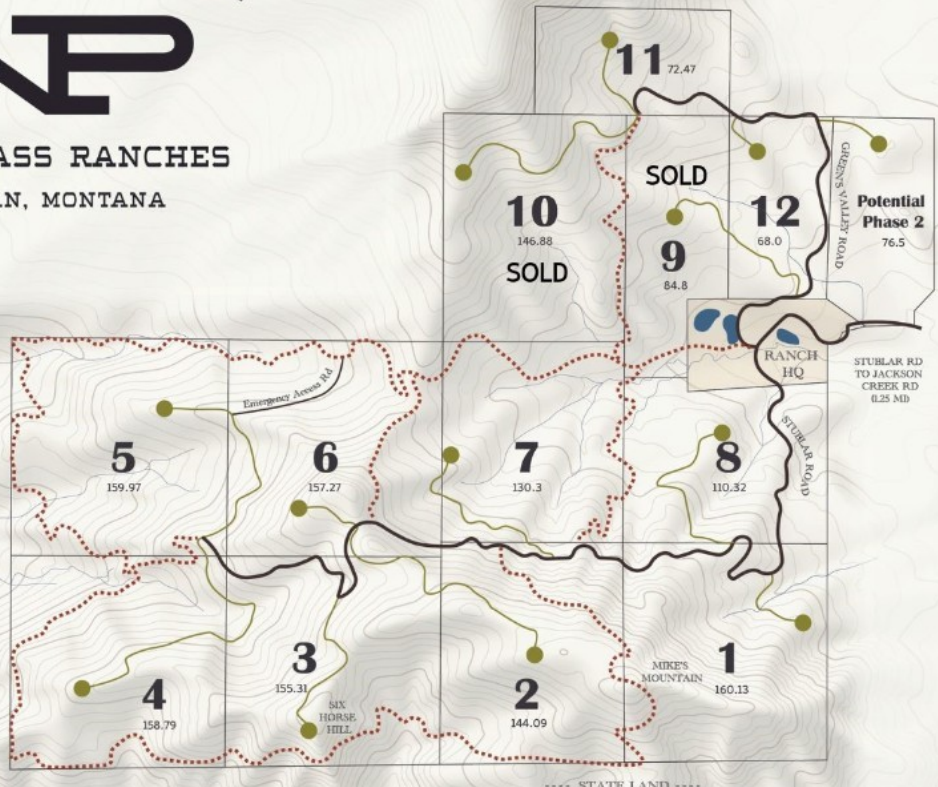 P
ASS RANCHES
N, MONTANA
11
72.47
SOLD
10
146.88
SOLD
9
84.8
12
68.0
GREEN'S VALLEY ROAD
Potential
Phase 2
76.5
RANCH
HQ
STUBLAR RD
TO JACKSON
CREEK RD
(1.25 MI)
Emergency Access Rd
5
159.97
6
157.27
7
130.3
8
110.32
STUBLAR ROAD
4
158.79
3
155.31
SIX
HORSE
HILL
2
144.09
MIKE'S
MOUNTAIN
1
160.13
---- STATE LAND ----